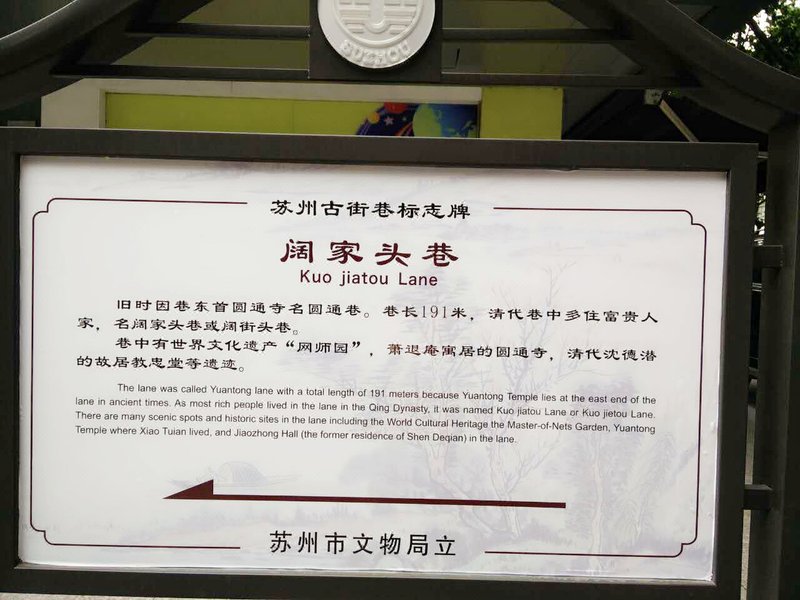 SUZHOU
苏州古街巷标志牌
阔家头巷
Kuo jiatou Lane
旧时因巷东首圆通寺名圆通巷。巷长191米，清代巷中多住富贵人
家，名阔家头巷或阔街头巷。
巷中有世界文化遗产“网师园”，萧退庵寓居的圆通寺，清代沈德潜
的故居教忠堂等遗迹。
The lane was called Yuantong lane with a total length of 191 meters because Yuantong Temple lies at the east end of the
lane in ancient times. As most rich people lived in the lane in the Qing Dynasty, it was named Kuo jiatou Lane or Kuo jietou Lane.
There are many scenic spots and historic sites in the lane including the World Cultural Heritage the Master-of-Nets Garden, Yuantong
Temple where Xiao Tuian lived, and Jiaozhong Hall (the former residence of Shen Deqian) in the lane.
苏州市文物局立